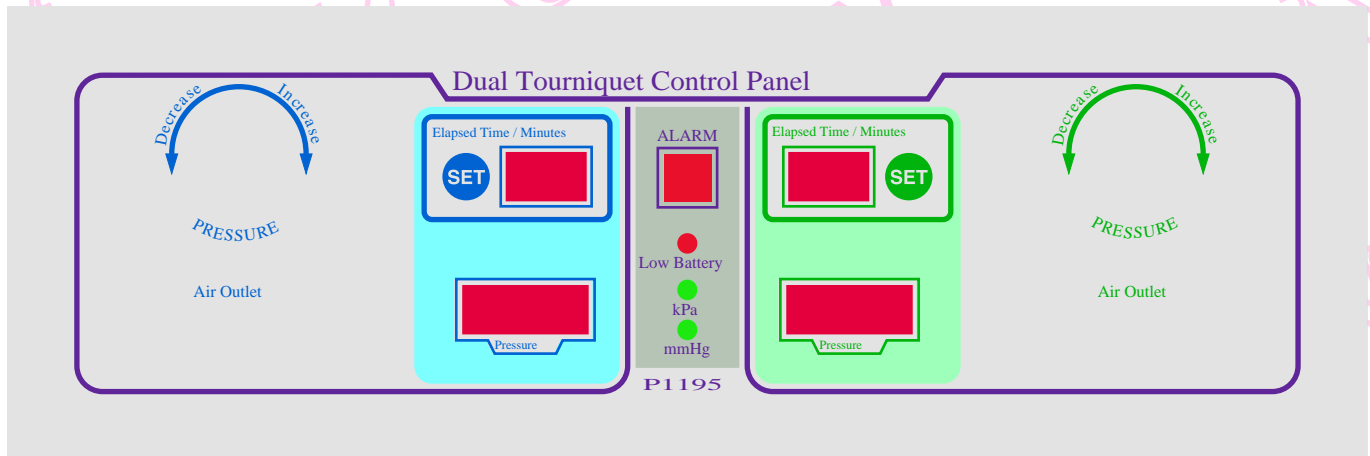 Dual Tourniquet Control Panel
Decrease
Increase
PRESSURE
Air Outlet
Elapsed Time / Minutes
SET
Pressure
ALARM
Low Battery
kPa
mmHg
P1195
Elapsed Time / Minutes
SET
Pressure
Decrease
Increase
PRESSURE
Air Outlet